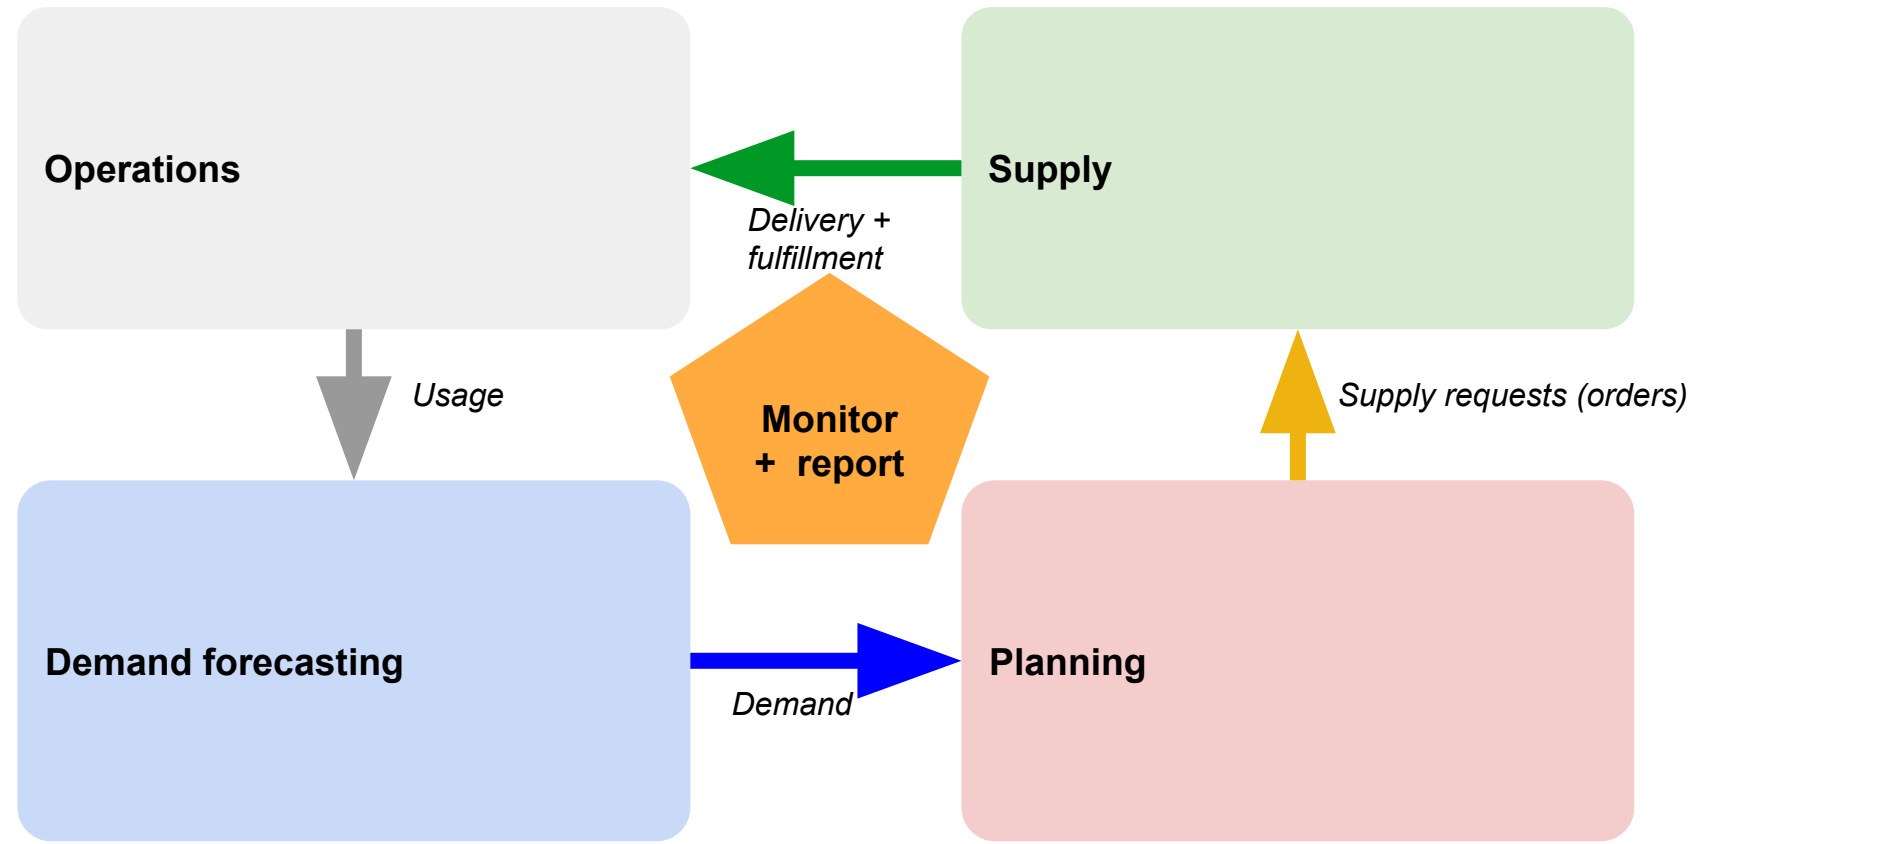 Operations
Supply
Delivery +
fulfillment
Usage
Monitor
+  report
Supply requests (orders)
Demand forecasting
Planning
Demand